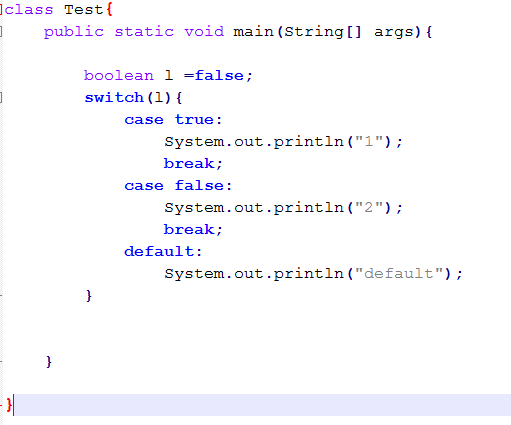 class Test{
public static void main(String[] args){
boolean l =false;
switch(l){
case true:
System.out.println("1");
break;
case false:
System.out.println("2");
break;
default:
System.out.println("default");
}
}
}